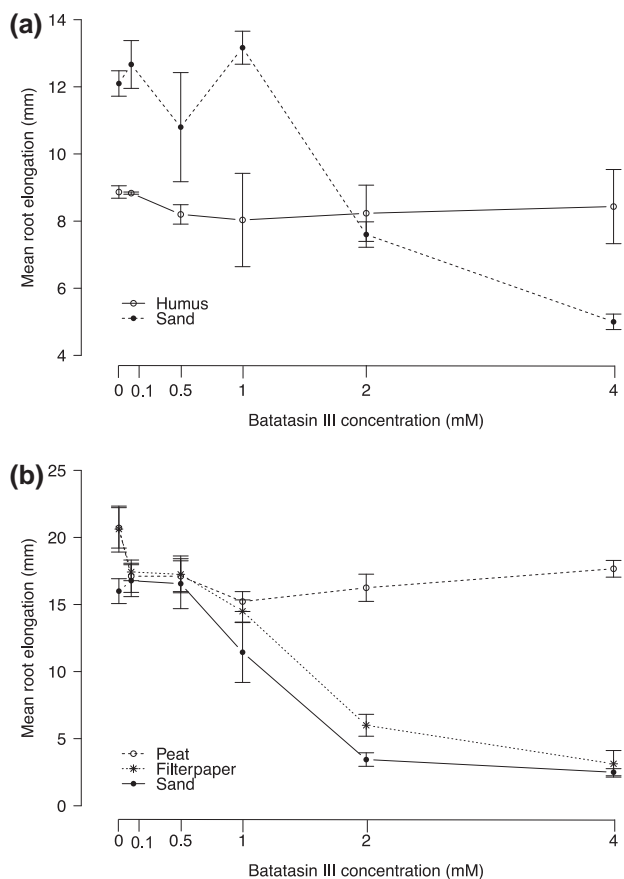 (a)
14
12
10
8
6
4
Mean root elongation (mm)
Humus
Sand
0 0.1 0.5 1 2 4
Batatasin III concentration (mM)
(b)
25
20
15
10
5
0
Mean root elongation (mm)
Peat
Filterpaper
Sand
0 0.1 0.5 1 2 4
Batatasin III concentration (mM)